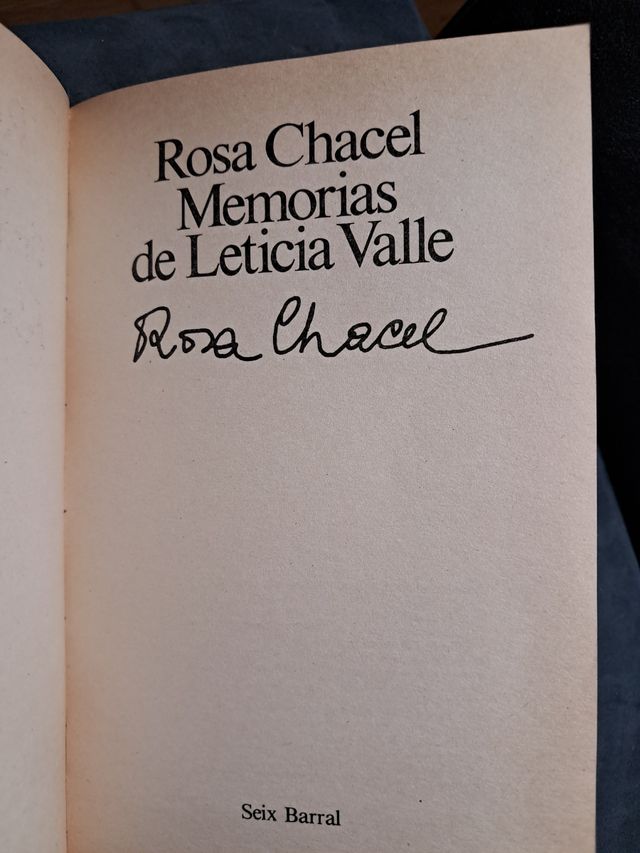 Rosa Chacel
Memorias
de Leticia Valle
Rosa Chacel
Seix Barral